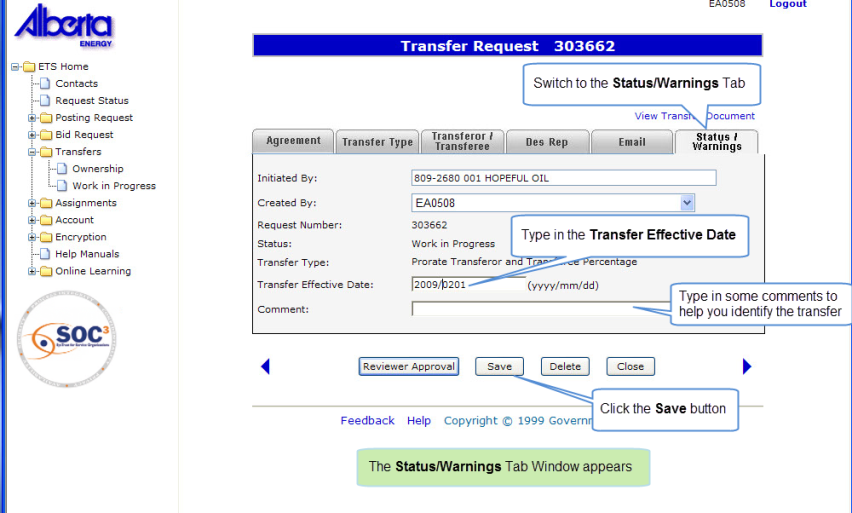 EA0508 Logout
Alberta
ENERGY
Transfer Request 303662
ETS Home
Contacts
Request Status
Posting Request
Bid Request
Transfers
Ownership
Work in Progress
Assignments
Account
Encryption
Help Manuals
Online Learning
SOC3
Switch to the Status/Warnings Tab
View Transfer Document
Agreement
Transfer Type
Transferor /
Transferee
Des Rep
Email
Status /
Warnings
Initiated By: 809-2680 001 HOPEFUL OIL
Created By: EA0508
Request Number: 303662
Status: Work in Progress
Type in the Transfer Effective Date
Transfer Type: Prorate Transferor and Transferee Percentage
Transfer Effective Date: 2009/0201 (yyyy/mm/dd)
Type in some comments to
help you identify the transfer
Comment:
Reviewer Approval Save Delete Close
Click the Save button
Feedback Help Copyright © 1999 Governm
The Status/Warnings Tab Window appears